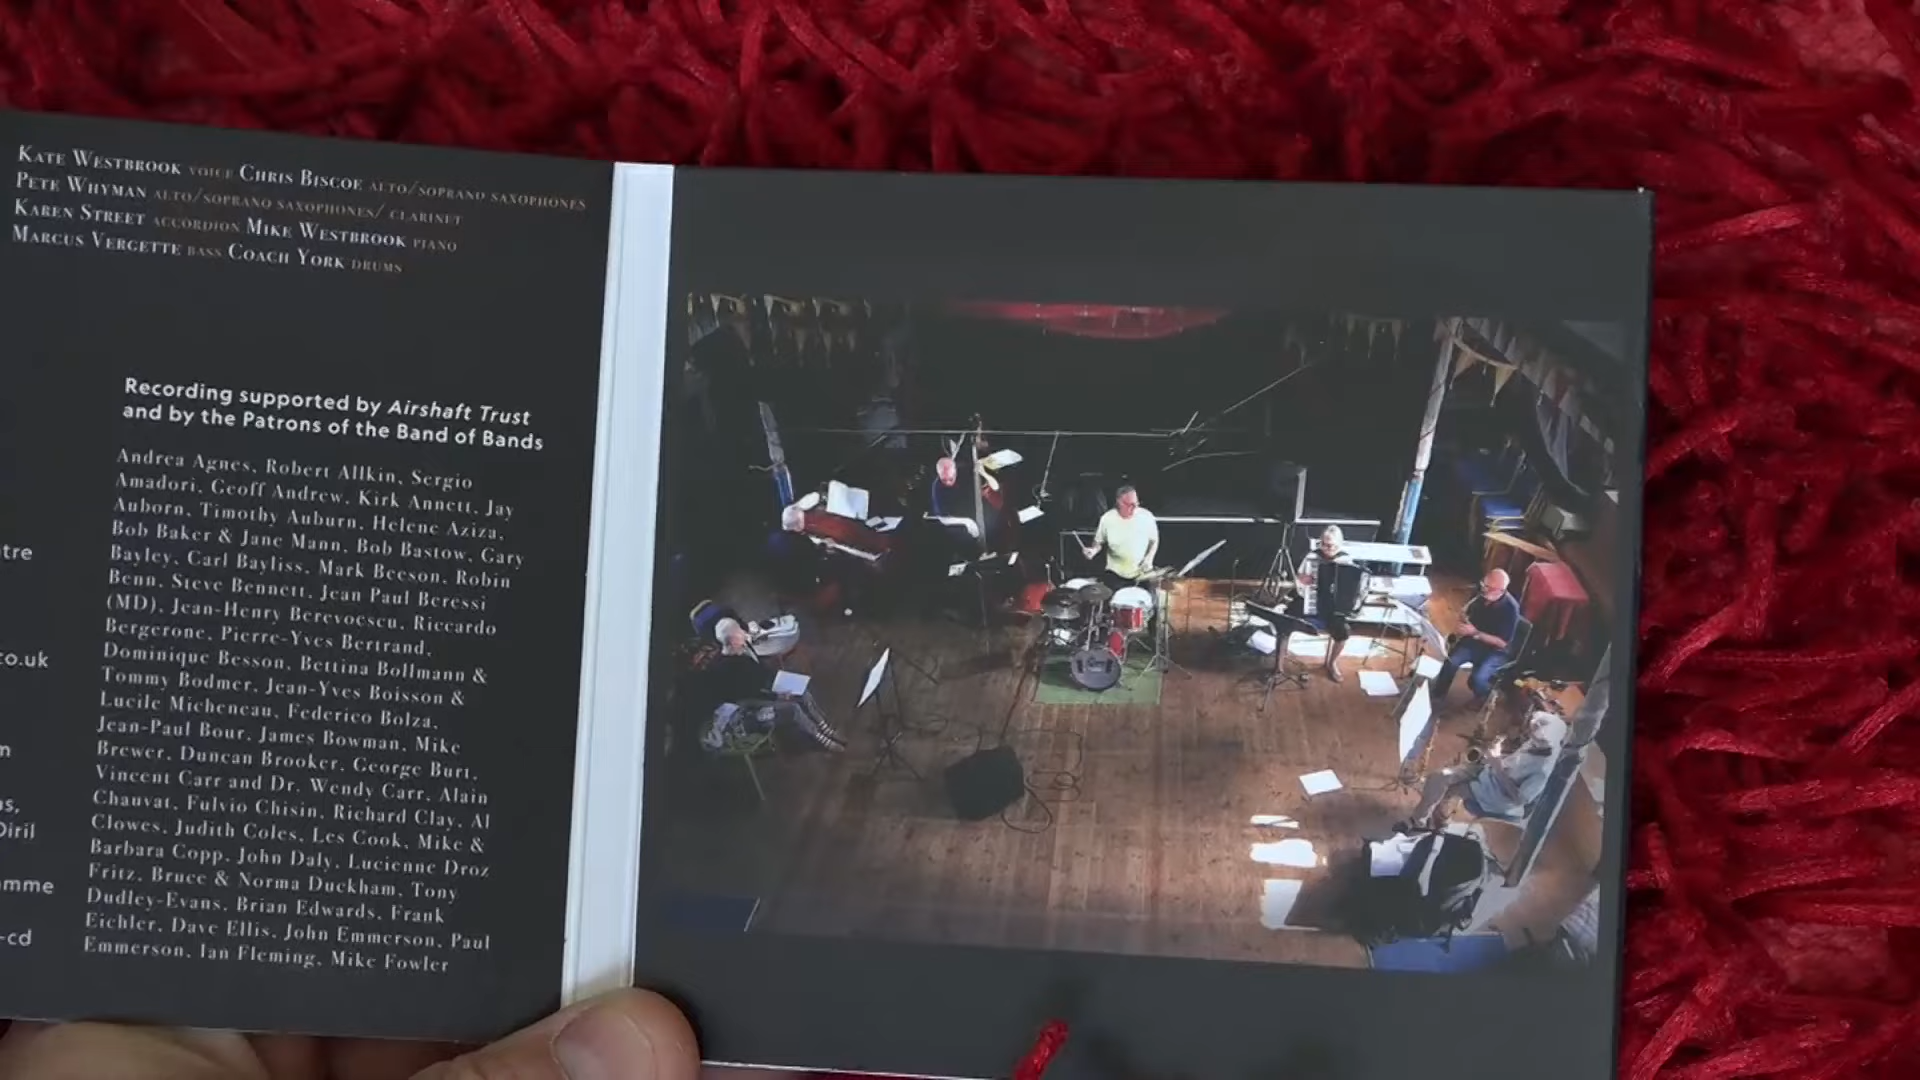 KATE WESTBROOK VOICE CHRIS BISCOE ALTO/SOPRANO SAXOPHONES
PETE WHYMAN ALTO/SOPRANO SAXOPHONES/ CLARINET
KAREN STREET ACCORDION MIKE WESTBROOK PIANO
MARCUS VERGETTE BASS COACH YORK DRUMS
Recording supported by Airshaft Trust
and by the Patrons of the Band of Bands
Andrea Agnes, Robert Allkin, Sergio
Amadori, Geoff Andrew, Kirk Annett, Jay
Auborn, Timothy Auburn, Helene Aziza,
Bob Baker & Jane Mann, Bob Bastow, Gary
Bayley, Carl Bayliss, Mark Beeson, Robin
Benn, Steve Bennett, Jean Paul Beressi
(MD), Jean-Henry Berevoescu, Riccardo
Bergerone, Pierre-Yves Bertrand,
Dominique Besson, Bettina Bollmann &
Tommy Bodmer, Jean-Yves Boisson &
Lucile Micheneau, Federico Bolza,
Jean-Paul Bour, James Bowman, Mike
Brewer, Duncan Brooker, George Burt,
Vincent Carr and Dr. Wendy Carr, Alain
Chauvat, Fulvio Chisin, Richard Clay, Al
Clowes, Judith Coles, Les Cook, Mike &
Barbara Copp, John Daly, Lucienne Droz
Fritz, Bruce & Norma Duckham, Tony
Dudley-Evans, Brian Edwards, Frank
Eichler, Dave Ellis, John Emmerson, Paul
Emmerson, Ian Fleming, Mike Fowler
tre
co.uk
m
as,
Diril
amme
-cd